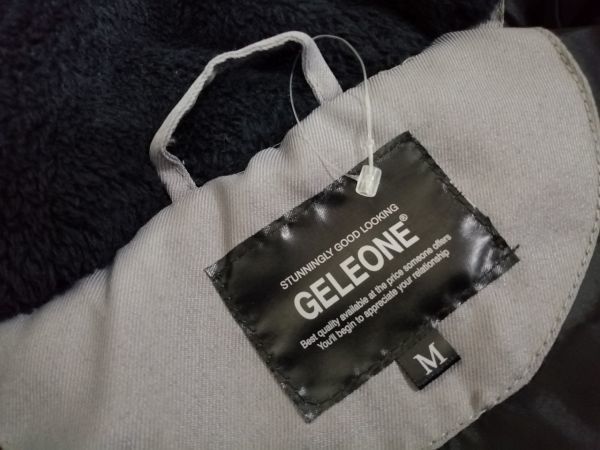 STUNNINGLY GOOD LOOKING
GELEONE®
Best quality available at the price someone offers
You'll begin to appreciate your relationship
M